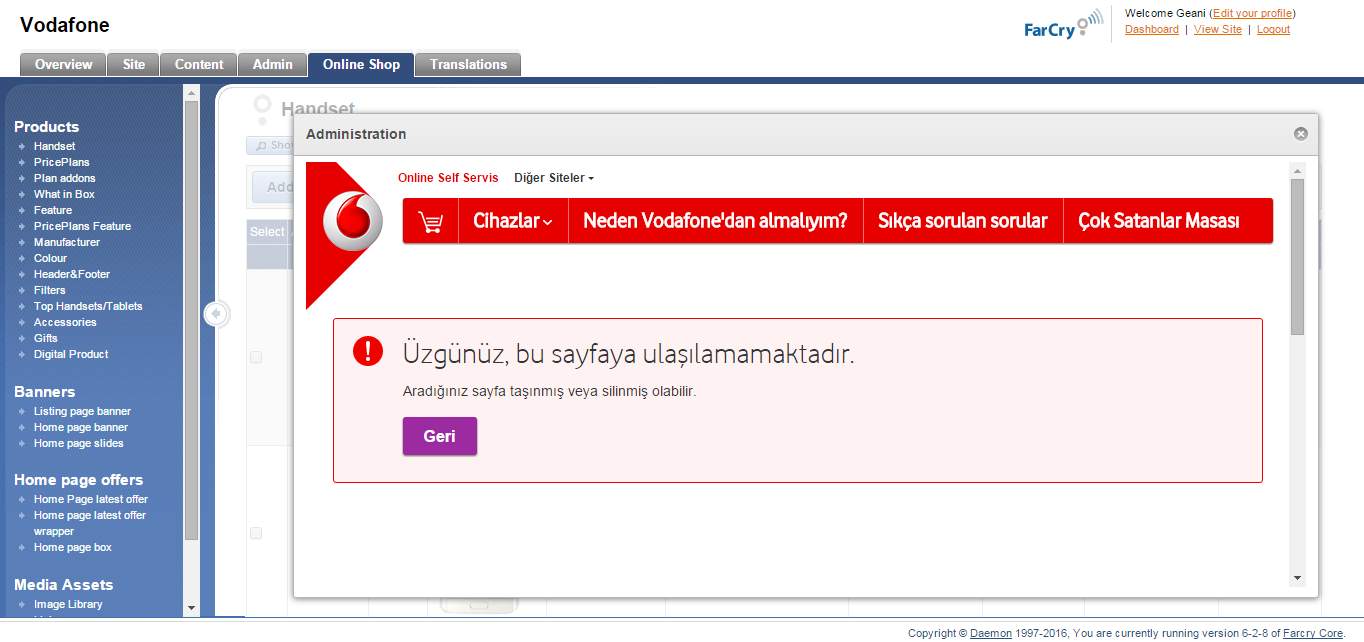 Vodafone
FarCry
Welcome Geani (Edit your profile)
Dashboard | View Site | Logout
Overview Site Content Admin Online Shop Translations
Products
Handset
PricePlans
Plan addons
What in Box
Feature
PricePlans Feature
Manufacturer
Colour
Header&Footer
Filters
Top Handsets/Tablets
Accessories
Gifts
Digital Product
Banners
Listing page banner
Home page banner
Home page slides
Home page offers
Home Page latest offer
Home page latest offer
wrapper
Home page box
Media Assets
Image Library
Handset
Add
Select
Administration
Online Self Servis Diğer Siteler
Cihazlar Neden Vodafone'dan almalıyım? Sıkça sorulan sorular Çok Satanlar Masası
Üzgünüz, bu sayfaya ulaşılamamaktadır.
Aradığınız sayfa taşınmış veya silinmiş olabilir.
Geri
Copyright © Daemon 1997-2016, You are currently running version 6-2-8 of Farcry Core.